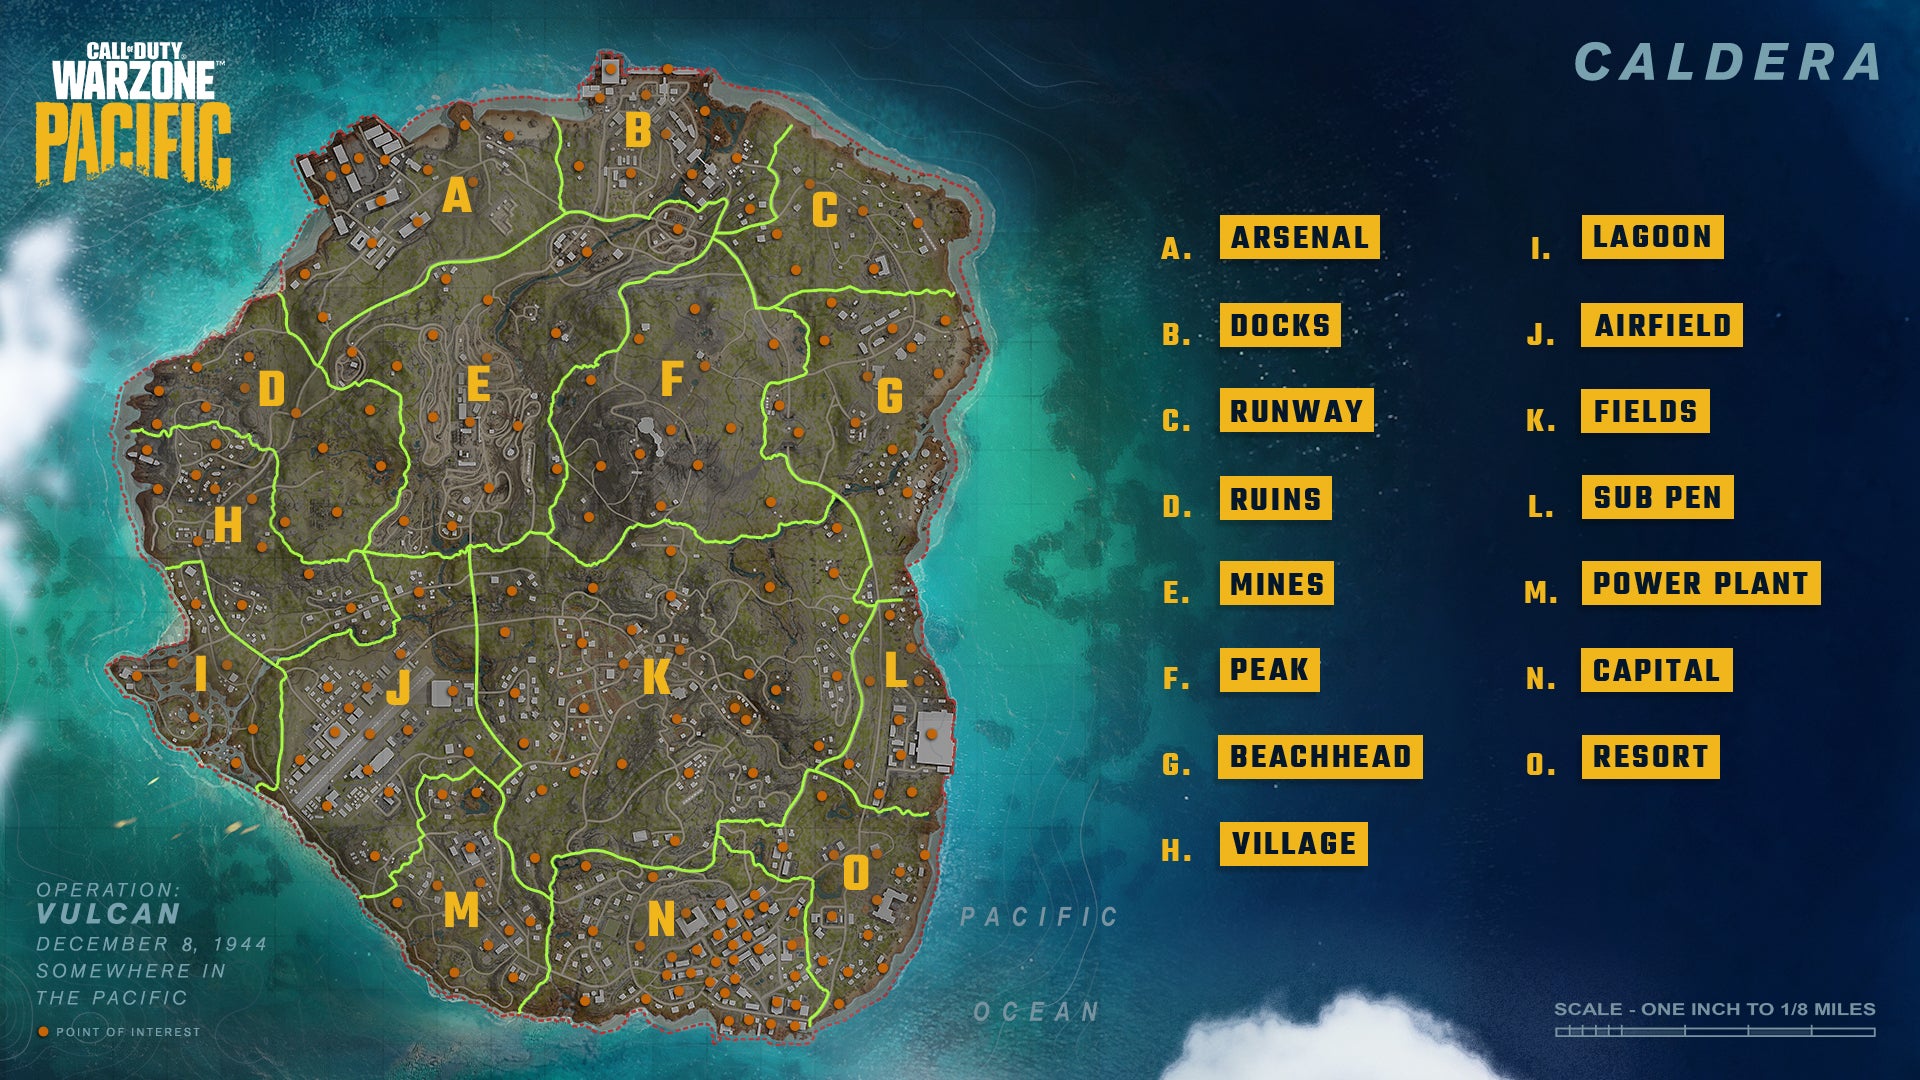 CALL OF DUTY
WARZONE™
PACIFIC
CALDERA
A
B
C
D
E
F
G
H
I
J
K
L
M
N
O
A. ARSENAL
B. DOCKS
C. RUNWAY
D. RUINS
E. MINES
F. PEAK
G. BEACHHEAD
H. VILLAGE
I. LAGOON
J. AIRFIELD
K. FIELDS
L. SUB PEN
M. POWER PLANT
N. CAPITAL
O. RESORT
OPERATION:
VULCAN
DECEMBER 8, 1944
SOMEWHERE IN
THE PACIFIC
POINT OF INTEREST
PACIFIC
OCEAN
SCALE - ONE INCH TO 1/8 MILES